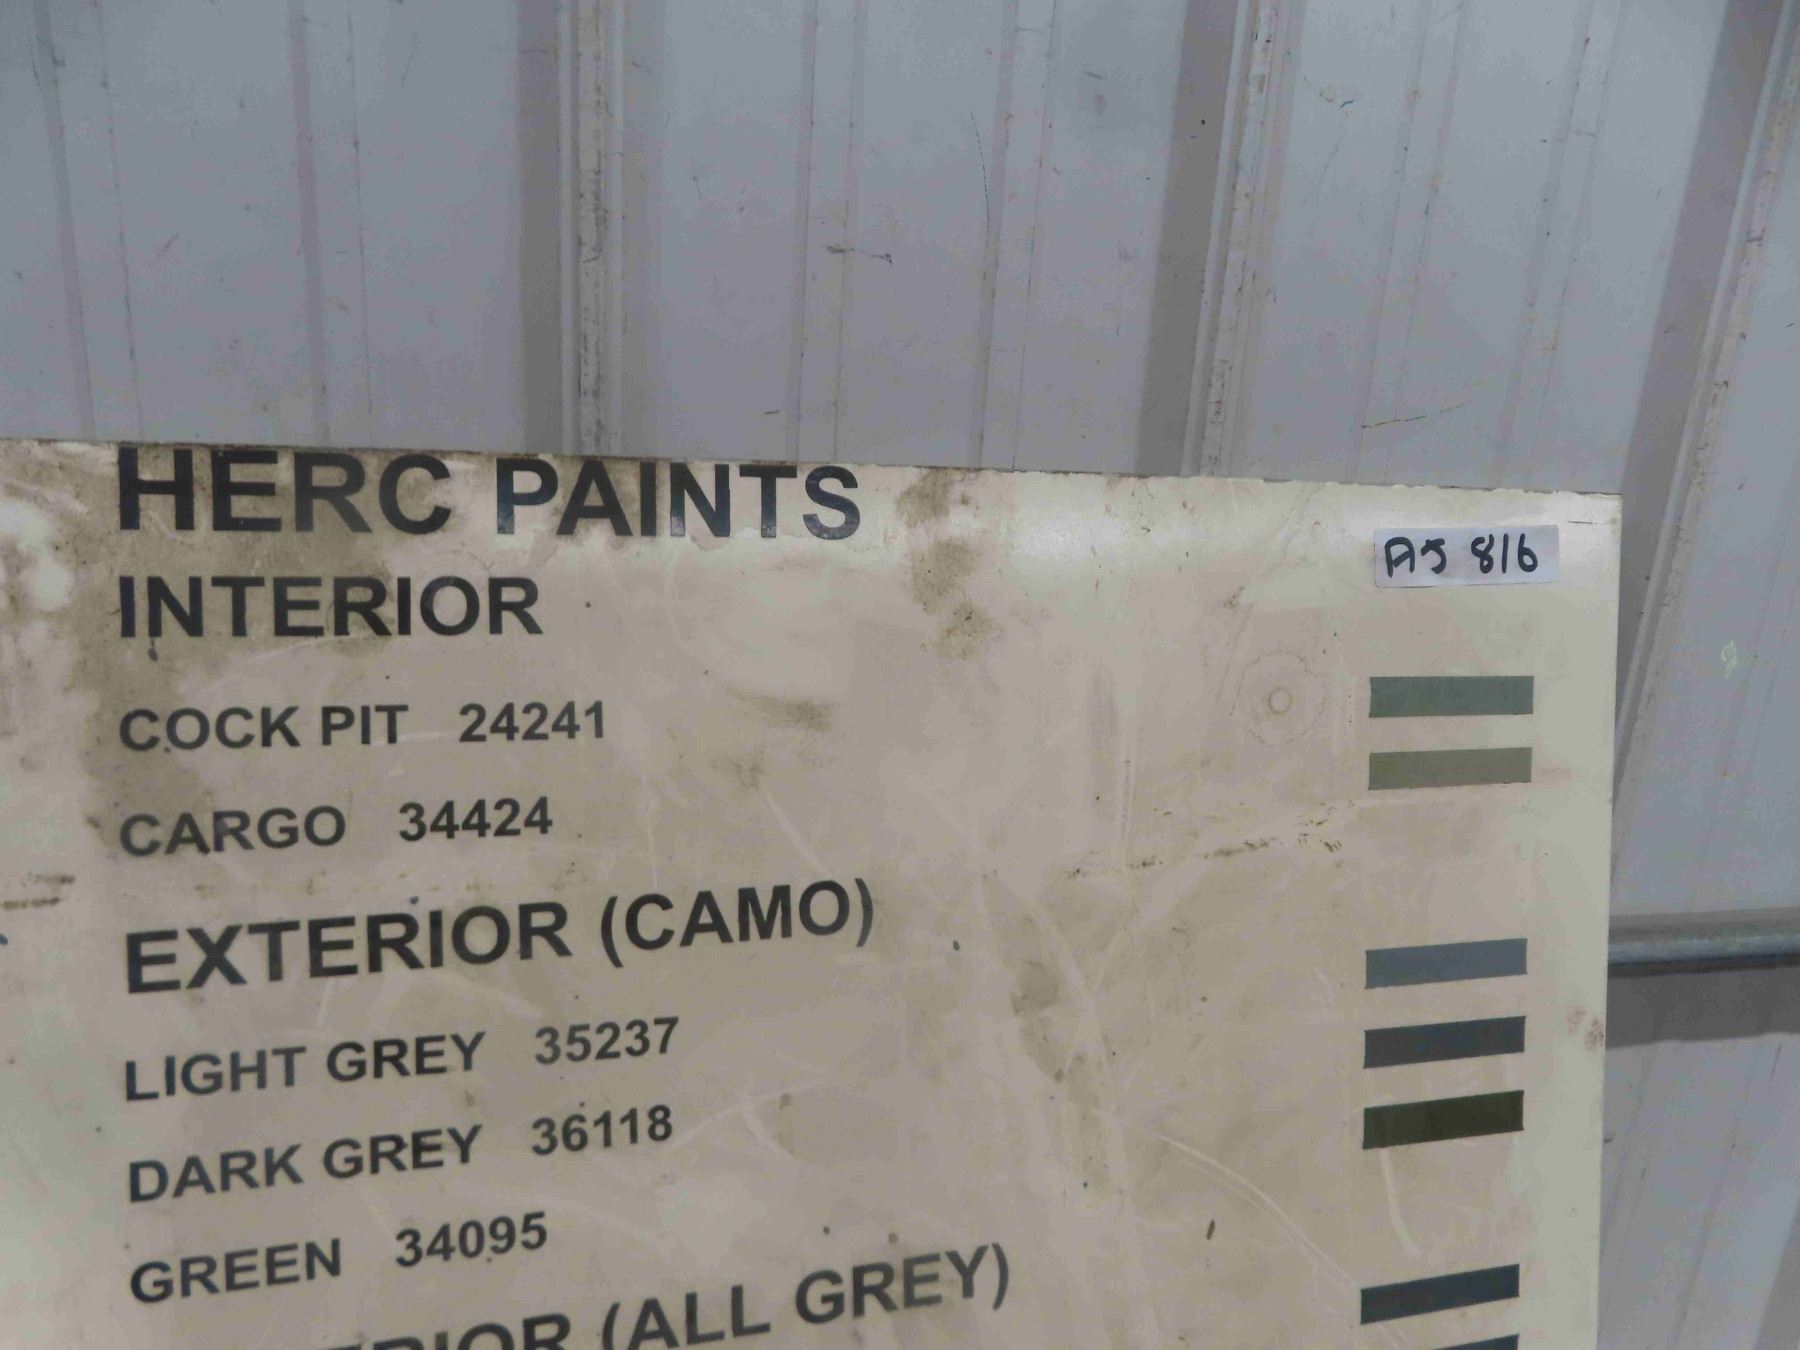 HERC PAINTS
AJ 816
INTERIOR
COCK PIT 24241
CARGO 34424
EXTERIOR (CAMO)
LIGHT GREY 35237
DARK GREY 36118
GREEN 34095
(ALL GREY)